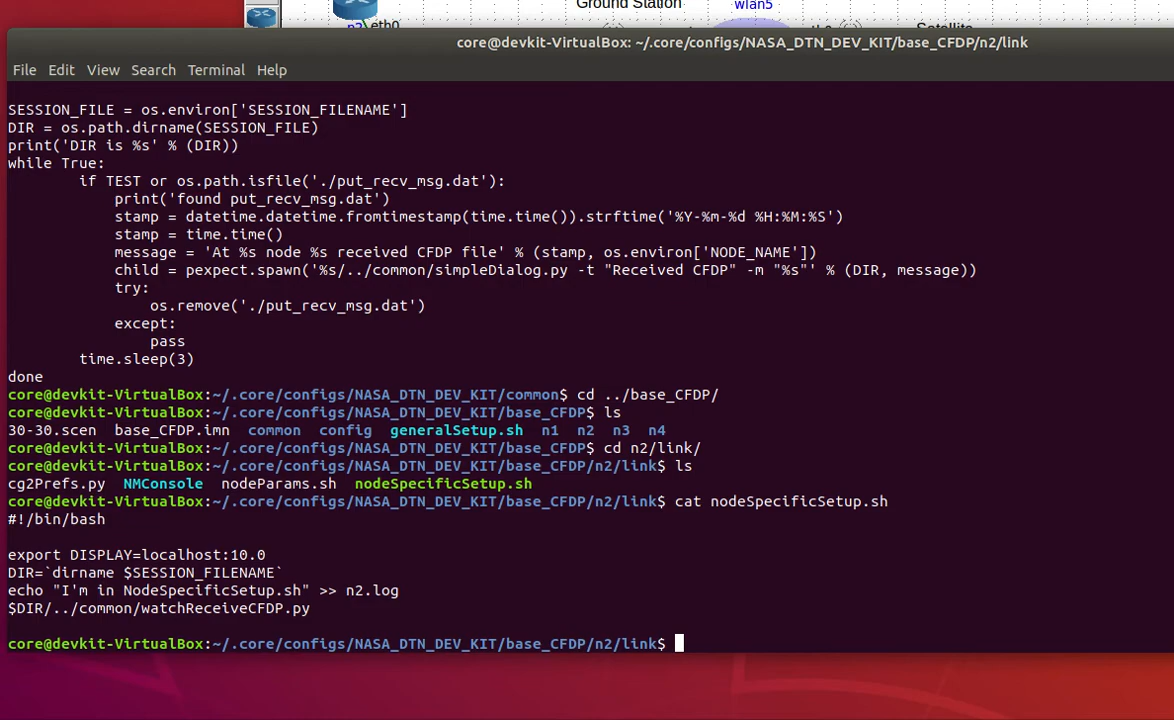 Ground Station
wlan5
n2 eth0
Satellite
core@devkit-VirtualBox: ~/.core/configs/NASA_DTN_DEV_KIT/base_CFDP/n2/link
File Edit View Search Terminal Help
SESSION_FILE = os.environ['SESSION_FILENAME']
DIR = os.path.dirname(SESSION_FILE)
print('DIR is %s' % (DIR))
while True:
        if TEST or os.path.isfile('./put_recv_msg.dat'):
            print('found put_recv_msg.dat')
            stamp = datetime.datetime.fromtimestamp(time.time()).strftime('%Y-%m-%d %H:%M:%S')
            stamp = time.time()
            message = 'At %s node %s received CFDP file' % (stamp, os.environ['NODE_NAME'])
            child = pexpect.spawn('%s/../common/simpleDialog.py -t "Received CFDP" -m "%s"' % (DIR, message))
            try:
                os.remove('./put_recv_msg.dat')
            except:
                pass
        time.sleep(3)
done
core@devkit-VirtualBox:~/.core/configs/NASA_DTN_DEV_KIT/common$ cd ../base_CFDP/
core@devkit-VirtualBox:~/.core/configs/NASA_DTN_DEV_KIT/base_CFDP$ ls
30-30.scen  base_CFDP.imn  common  config  generalSetup.sh  n1  n2  n3  n4
core@devkit-VirtualBox:~/.core/configs/NASA_DTN_DEV_KIT/base_CFDP$ cd n2/link/
core@devkit-VirtualBox:~/.core/configs/NASA_DTN_DEV_KIT/base_CFDP/n2/link$ ls
cg2Prefs.py  NMConsole  nodeParams.sh  nodeSpecificSetup.sh
core@devkit-VirtualBox:~/.core/configs/NASA_DTN_DEV_KIT/base_CFDP/n2/link$ cat nodeSpecificSetup.sh
#!/bin/bash
export DISPLAY=localhost:10.0
DIR=`dirname $SESSION_FILENAME`
echo "I'm in NodeSpecificSetup.sh" >> n2.log
$DIR/../common/watchReceiveCFDP.py
core@devkit-VirtualBox:~/.core/configs/NASA_DTN_DEV_KIT/base_CFDP/n2/link$